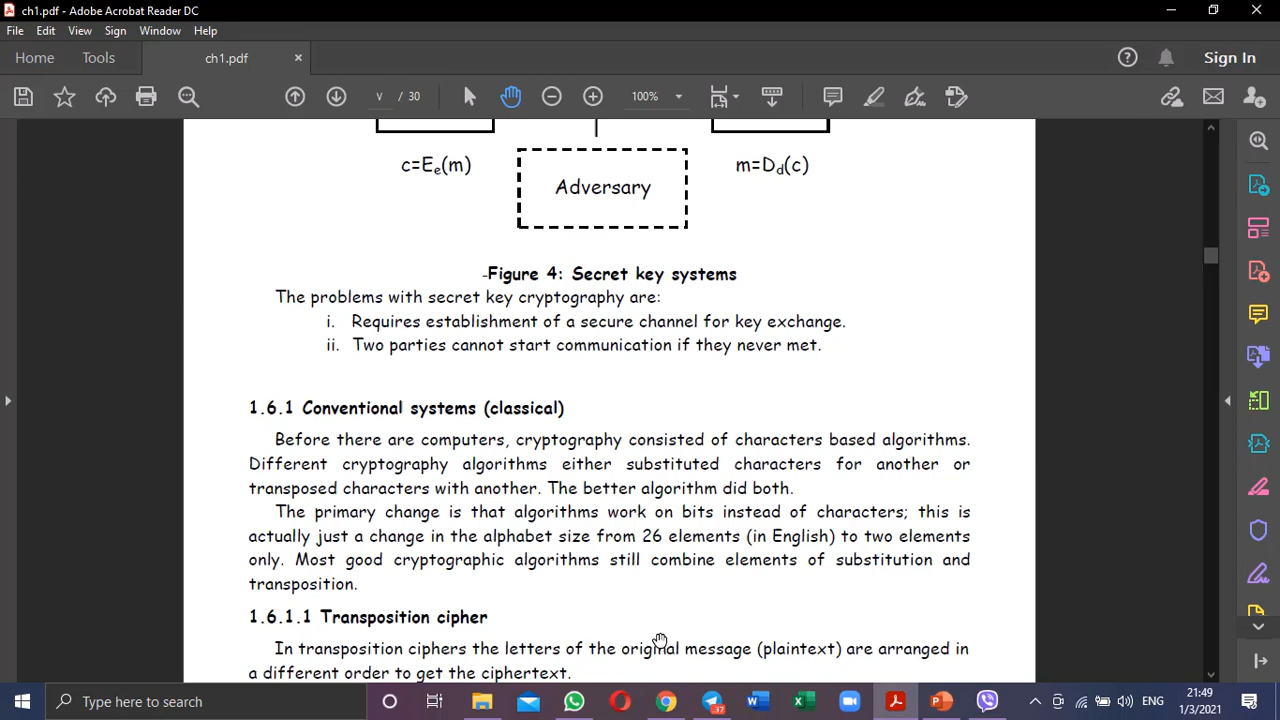 ch1.pdf - Adobe Acrobat Reader DC
File Edit View Sign Window Help
Home Tools ch1.pdf × Sign In
v / 30 100%
c=Ee(m) m=Dd(c)
Adversary
-Figure 4: Secret key systems
The problems with secret key cryptography are:
i. Requires establishment of a secure channel for key exchange.
ii. Two parties cannot start communication if they never met.
1.6.1 Conventional systems (classical)
Before there are computers, cryptography consisted of characters based algorithms.
Different cryptography algorithms either substituted characters for another or
transposed characters with another. The better algorithm did both.
The primary change is that algorithms work on bits instead of characters; this is
actually just a change in the alphabet size from 26 elements (in English) to two elements
only. Most good cryptographic algorithms still combine elements of substitution and
transposition.
1.6.1.1 Transposition cipher
In transposition ciphers the letters of the original message (plaintext) are arranged in
a different order to get the ciphertext.
Type here to search
37
ENG
21:49
1/3/2021